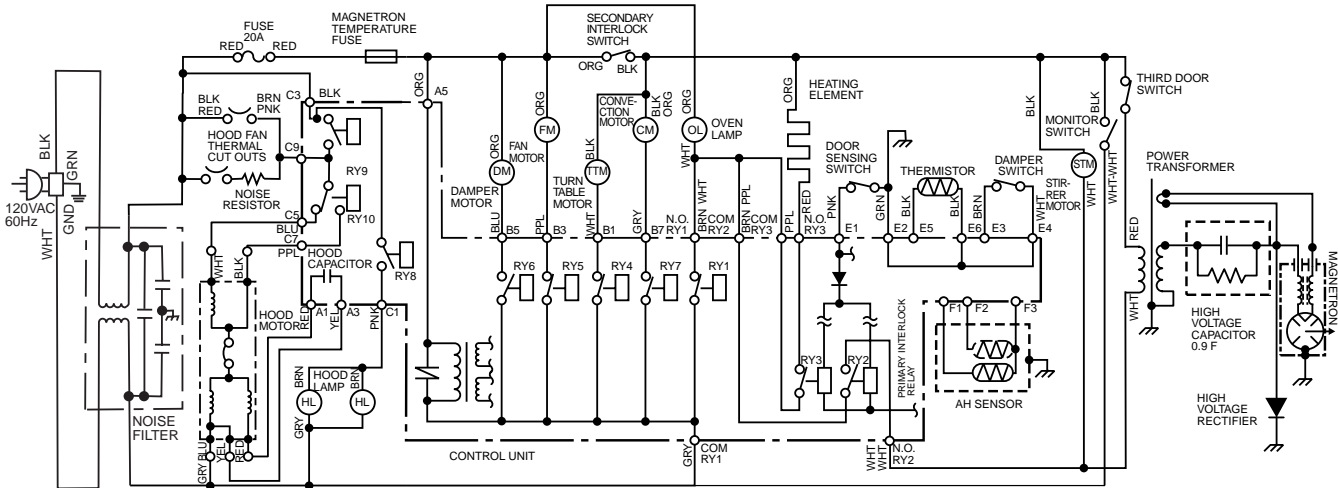 FUSE
20A
RED
RED
MAGNETRON
TEMPERATURE
FUSE
SECONDARY
INTERLOCK
SWITCH
ORG
BLK
THIRD DOOR
SWITCH
BLK
RED
BRN
PNK
HOOD FAN
THERMAL
CUT OUTS
NOISE
RESISTOR
C3
BLK
C9
RY9
RY10
C5
BLU
C7
PPL
HOOD
CAPACITOR
RY8
ORG
A5
ORG
FAN
MOTOR
DM
DAMPER
MOTOR
BLU
B5
ORG
FM
PPL
B3
CONVE-
CTION
MOTOR
BLK
TTM
TURN
TABLE
MOTOR
WHT
B1
BLK
ORG
CM
GRY
B7
ORG
OL
OVEN
LAMP
WHT
BRN
WHT
N.O.
RY1
COM
RY2
BRN
PPL
COM
RY3
PPL
ORG
HEATING
ELEMENT
RED
N.O.
RY3
DOOR
SENSING
SWITCH
PNK
E1
GRN
E2
THERMISTOR
BLK
BLK
E5
E6
DAMPER
SWITCH
BRN
E3
WHT
E4
BLK
STM
STIR-
RER
MOTOR
WHT
MONITOR
SWITCH
BLK
WHT-WHT
POWER
TRANSFORMER
RED
WHT
BLK
GRN
120VAC
60Hz
WHT
GND
NOISE
FILTER
WHT
BLK
HOOD
MOTOR
GRY
BLU
YEL
RED
RED
A1
YEL
A3
PNK
C1
BRN
HOOD
LAMP
BRN
HL
HL
GRY
RY6
RY5
RY4
RY7
RY1
CONTROL UNIT
GRY
COM
RY1
RY3
RY2
PRIMARY INTERLOCK
RELAY
WHT
WHT
N.O.
RY2
F1
F2
F3
AH SENSOR
HIGH
VOLTAGE
CAPACITOR
0.9 F
MAGNETRON
HIGH
VOLTAGE
RECTIFIER